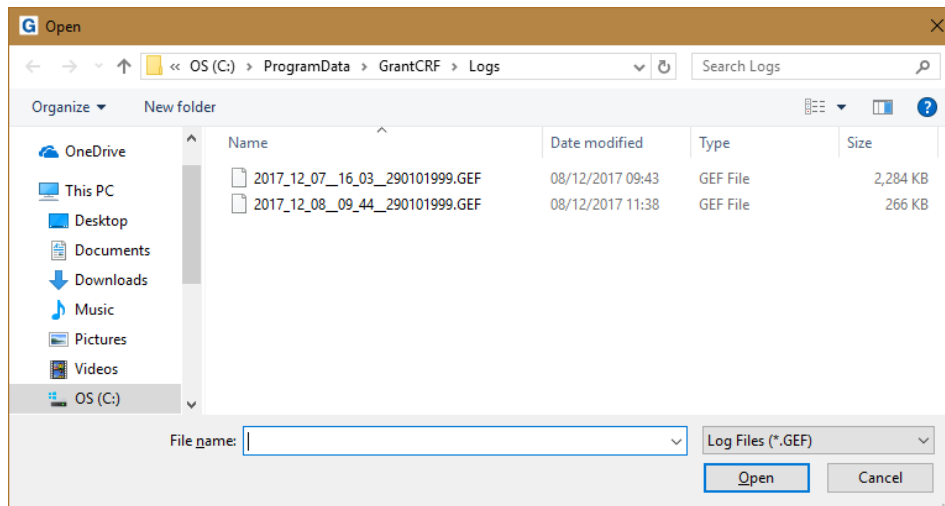 G Open
« OS (C:) > ProgramData > GrantCRF > Logs Search Logs
Organize New folder ?
Name Date modified Type Size
OneDrive
2017_12_07__16_03__290101999.GEF 08/12/2017 09:43 GEF File 2,284 KB
This PC
2017_12_08__09_44__290101999.GEF 08/12/2017 11:38 GEF File 266 KB
Desktop
Documents
Downloads
Music
Pictures
Videos
OS (C:)
File name: Log Files (*.GEF)
Open Cancel